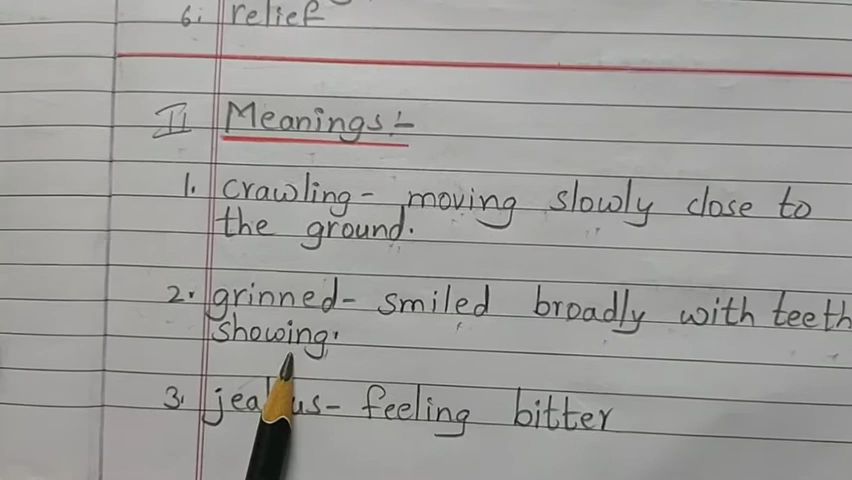 6. relief
II Meanings:-
1. crawling - moving slowly close to
the ground.
2. grinned - smiled broadly with teeth
showing.
3. - feeling bitter